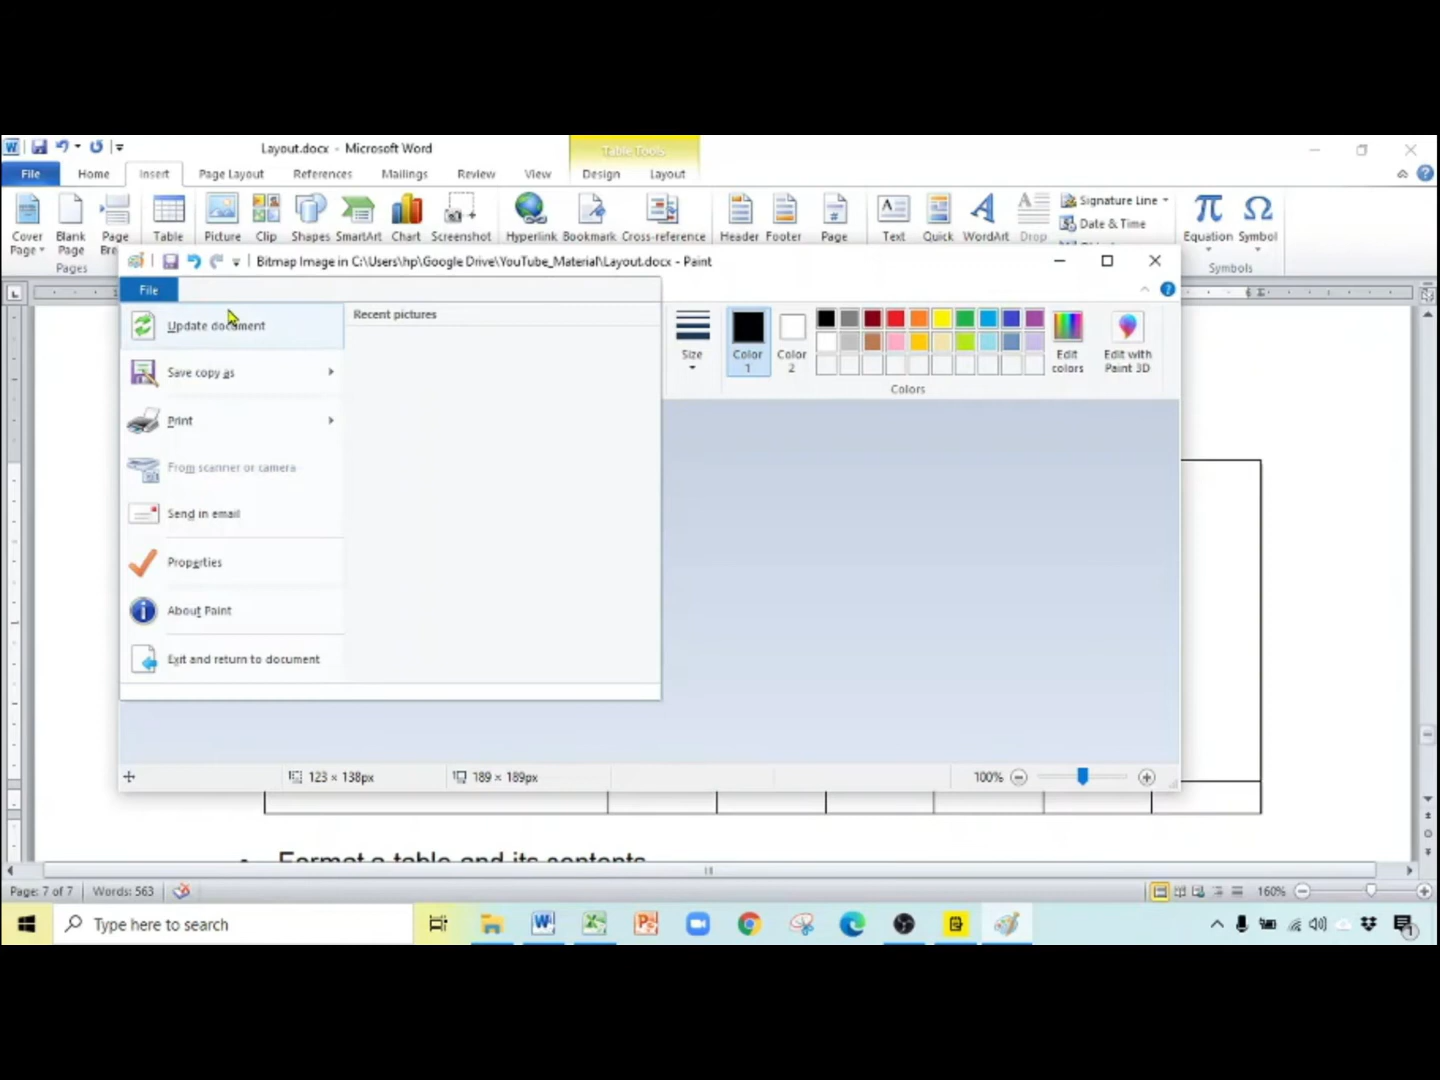 Layout.docx - Microsoft Word
Table Tools
File Home Insert Page Layout References Mailings Review View Design Layout
Cover Page
Blank Page
Page
Pages
Table
Picture
Clip
Shapes
SmartArt
Chart
Screenshot
Hyperlink
Bookmark
Cross-reference
Header
Footer
Page
Text
Quick
WordArt
Drop
Signature Line
Date & Time
Equation
Symbol
Symbols
Bitmap Image in C:\Users\hp\Google Drive\YouTube_Material\Layout.docx - Paint
File
Update document
Save copy as
Print
From scanner or camera
Send in email
Properties
About Paint
Exit and return to document
Recent pictures
Size
Color 1
Color 2
Edit colors
Edit with Paint 3D
Colors
123 × 138px
189 × 189px
100%
Format a table and its contents
Page: 7 of 7
Words: 563
160%
Type here to search